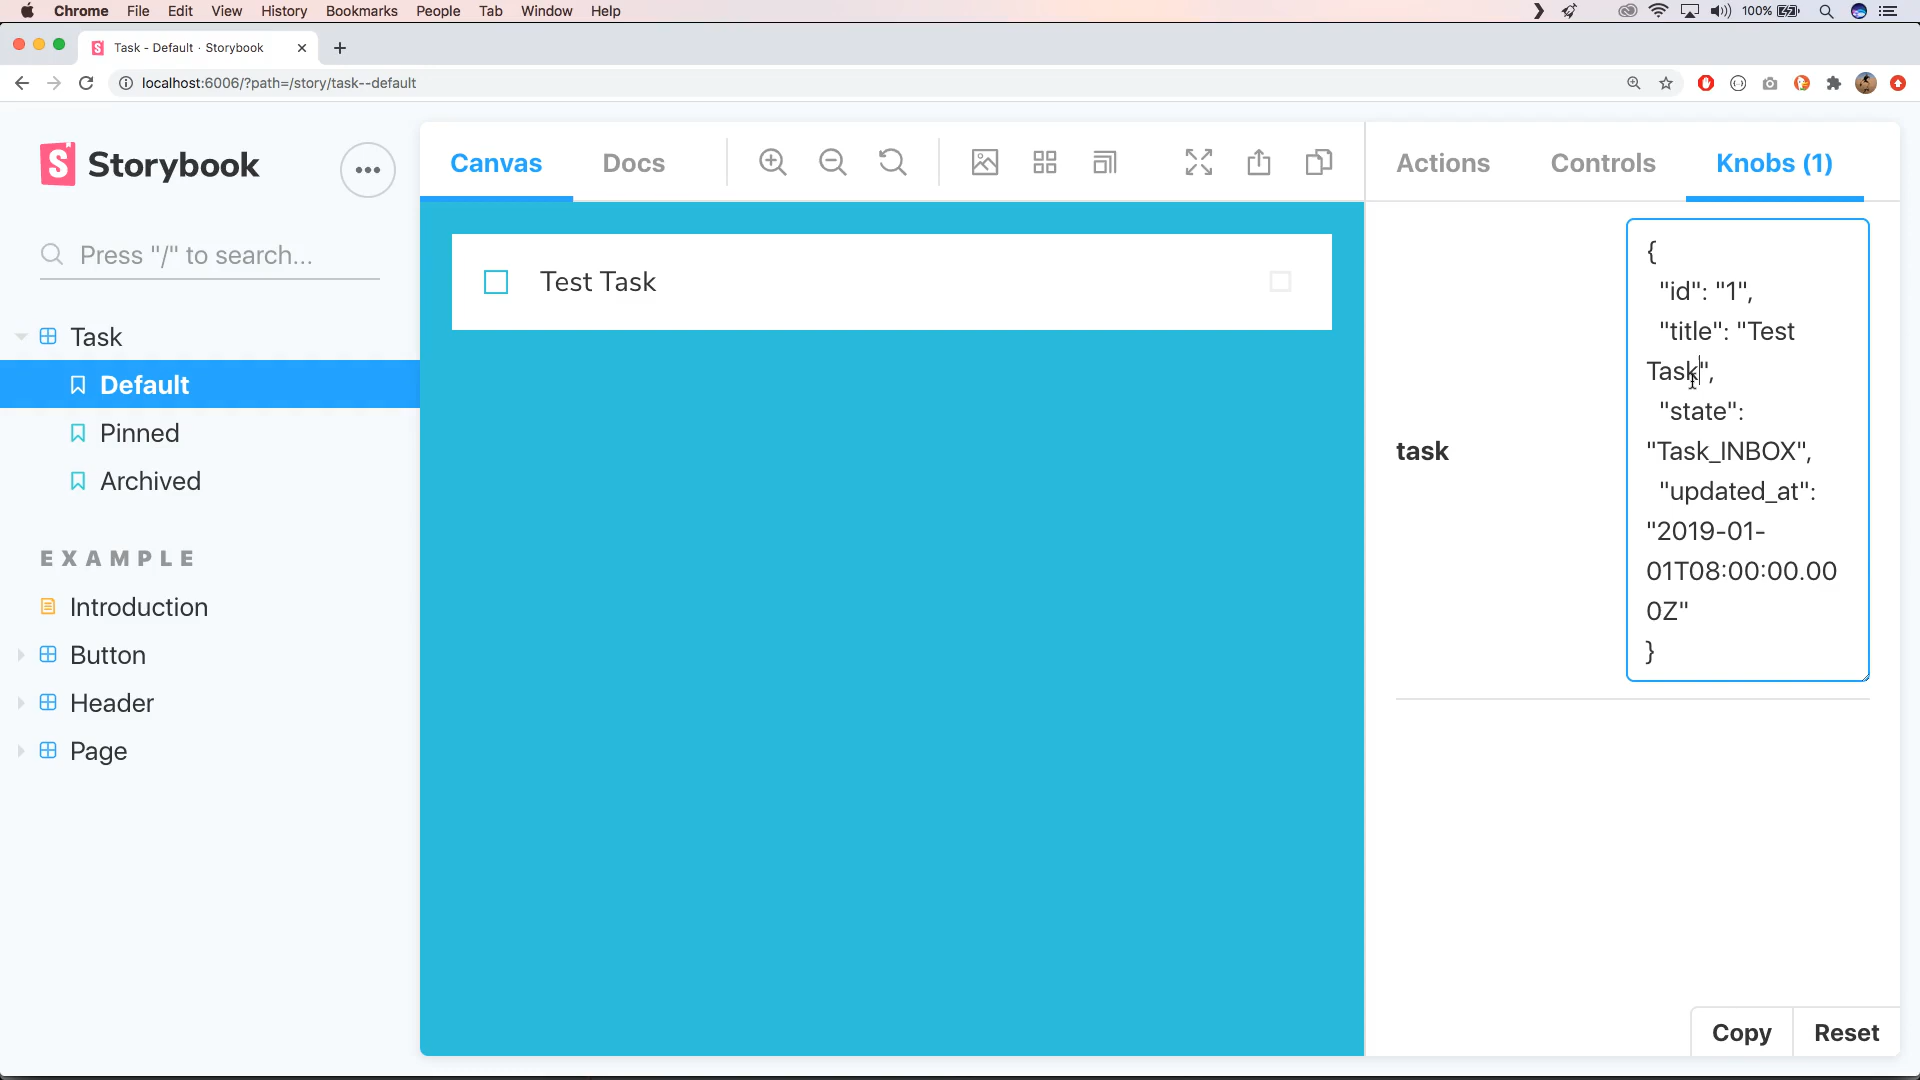 Chrome File Edit View History Bookmarks People Tab Window Help
100%
Task - Default · Storybook
localhost:6006/?path=/story/task--default
Storybook
Canvas Docs
Actions Controls Knobs (1)
Press "/" to search...
Task
Default
Pinned
Archived
EXAMPLE
Introduction
Button
Header
Page
Test Task
task
{
"id": "1",
"title": "Test
Task",
"state":
"Task_INBOX",
"updated_at":
"2019-01-
01T08:00:00.00
0Z"
}
Copy Reset